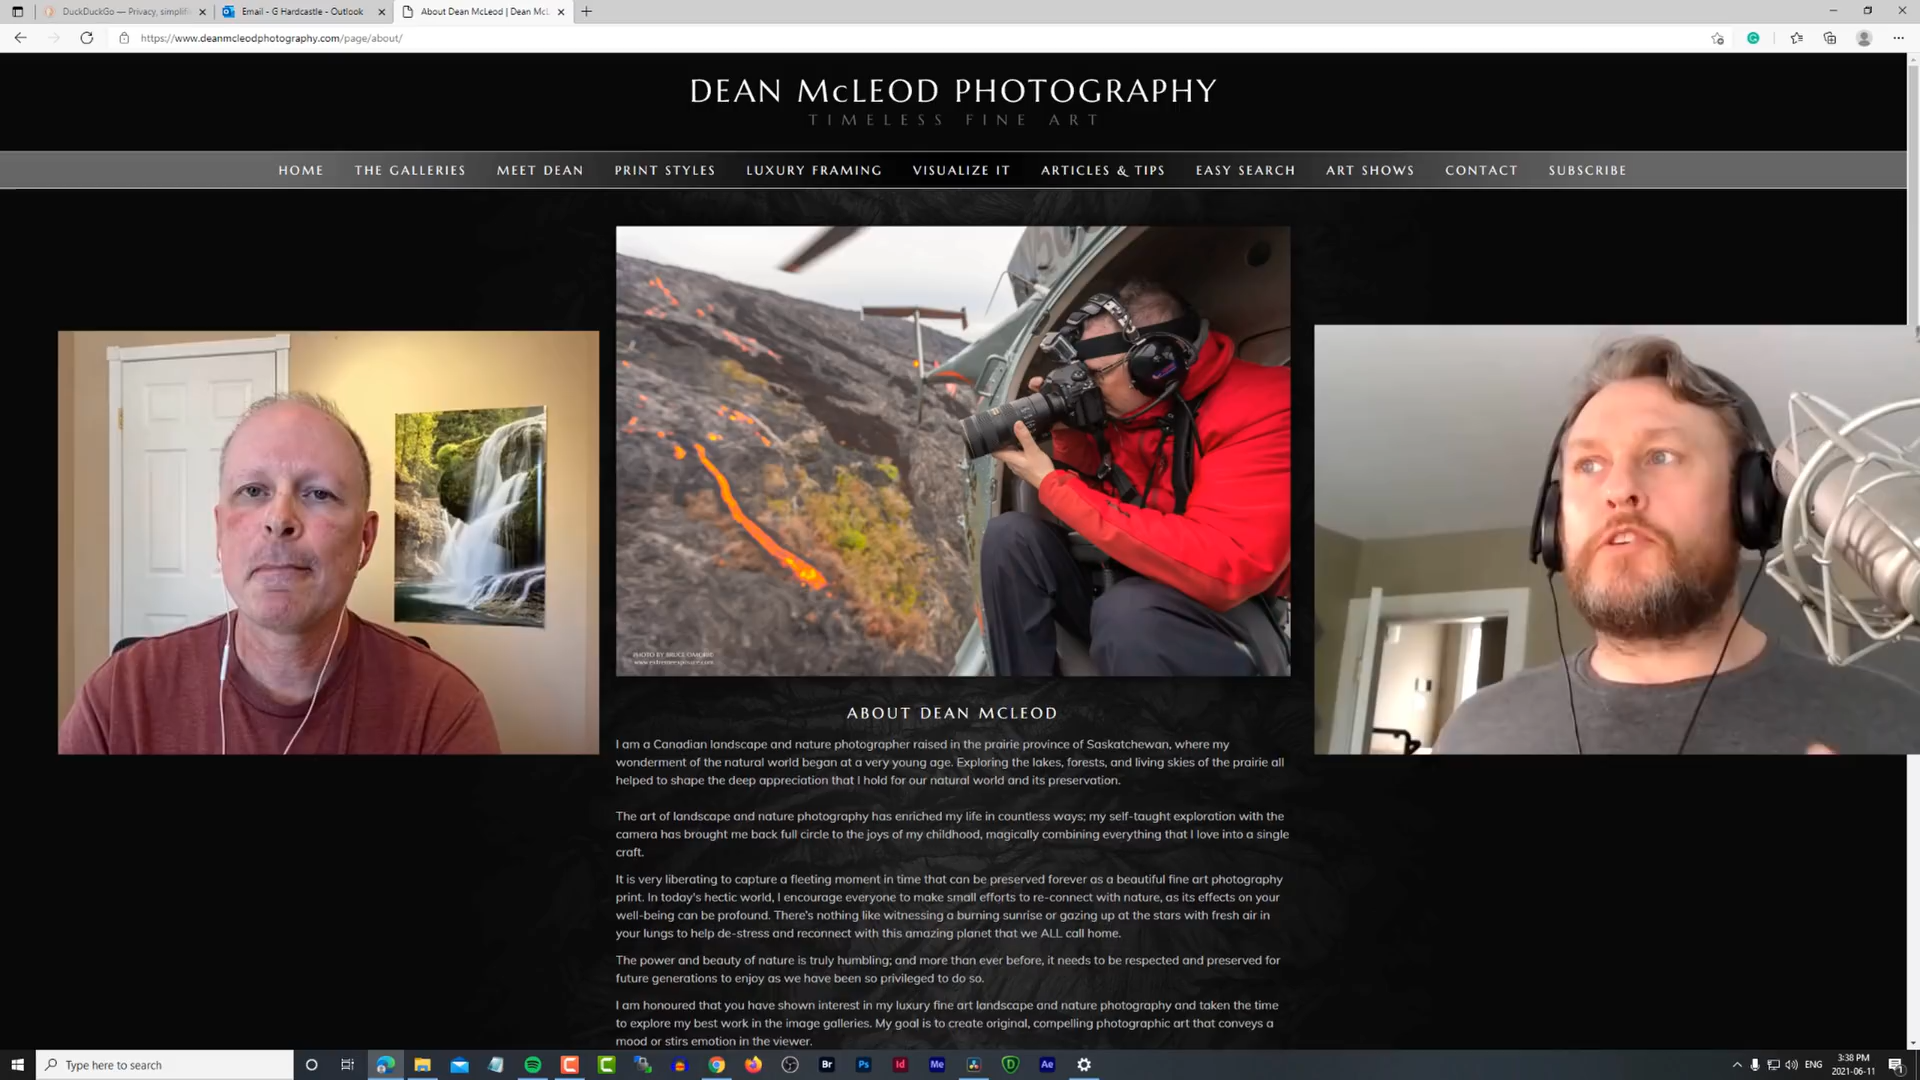 DuckDuckGo — Privacy, simplifi
Email - G Hardcastle - Outlook
About Dean McLeod | Dean McL
https://www.deanmcleodphotography.com/page/about/
DEAN McLEOD PHOTOGRAPHY
TIMELESS FINE ART
HOME THE GALLERIES MEET DEAN PRINT STYLES LUXURY FRAMING VISUALIZE IT ARTICLES & TIPS EASY SEARCH ART SHOWS CONTACT SUBSCRIBE
PHOTO BY BRUCE OMORI
ABOUT DEAN MCLEOD
I am a Canadian landscape and nature photographer raised in the prairie province of Saskatchewan, where my
wonderment of the natural world began at a very young age. Exploring the lakes, forests, and living skies of the prairie all
helped to shape the deep appreciation that I hold for our natural world and its preservation.
The art of landscape and nature photography has enriched my life in countless ways; my self-taught exploration with the
camera has brought me back full circle to the joys of my childhood, magically combining everything that I love into a single
craft.
It is very liberating to capture a fleeting moment in time that can be preserved forever as a beautiful fine art photography
print. In today's hectic world, I encourage everyone to make small efforts to re-connect with nature, as its effects on your
well-being can be profound. There's nothing like witnessing a burning sunrise or gazing up at the stars with fresh air in
your lungs to help de-stress and reconnect with this amazing planet that we ALL call home.
The power and beauty of nature is truly humbling; and more than ever before, it needs to be respected and preserved for
future generations to enjoy as we have been so privileged to do so.
I am honoured that you have shown interest in my luxury fine art landscape and nature photography and taken the time
to explore my best work in the image galleries. My goal is to create original, compelling photographic art that conveys a
mood or stirs emotion in the viewer.
Type here to search
Br Ps Id Me Ae
ENG
3:38 PM
2021-06-11